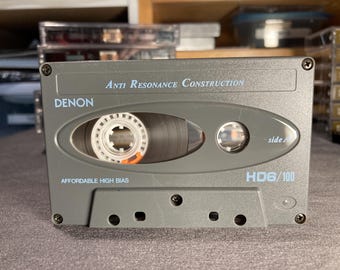 ANTI RESONANCE CONSTRUCTION
DENON
side A
AFFORDABLE HIGH BIAS
HD6/100